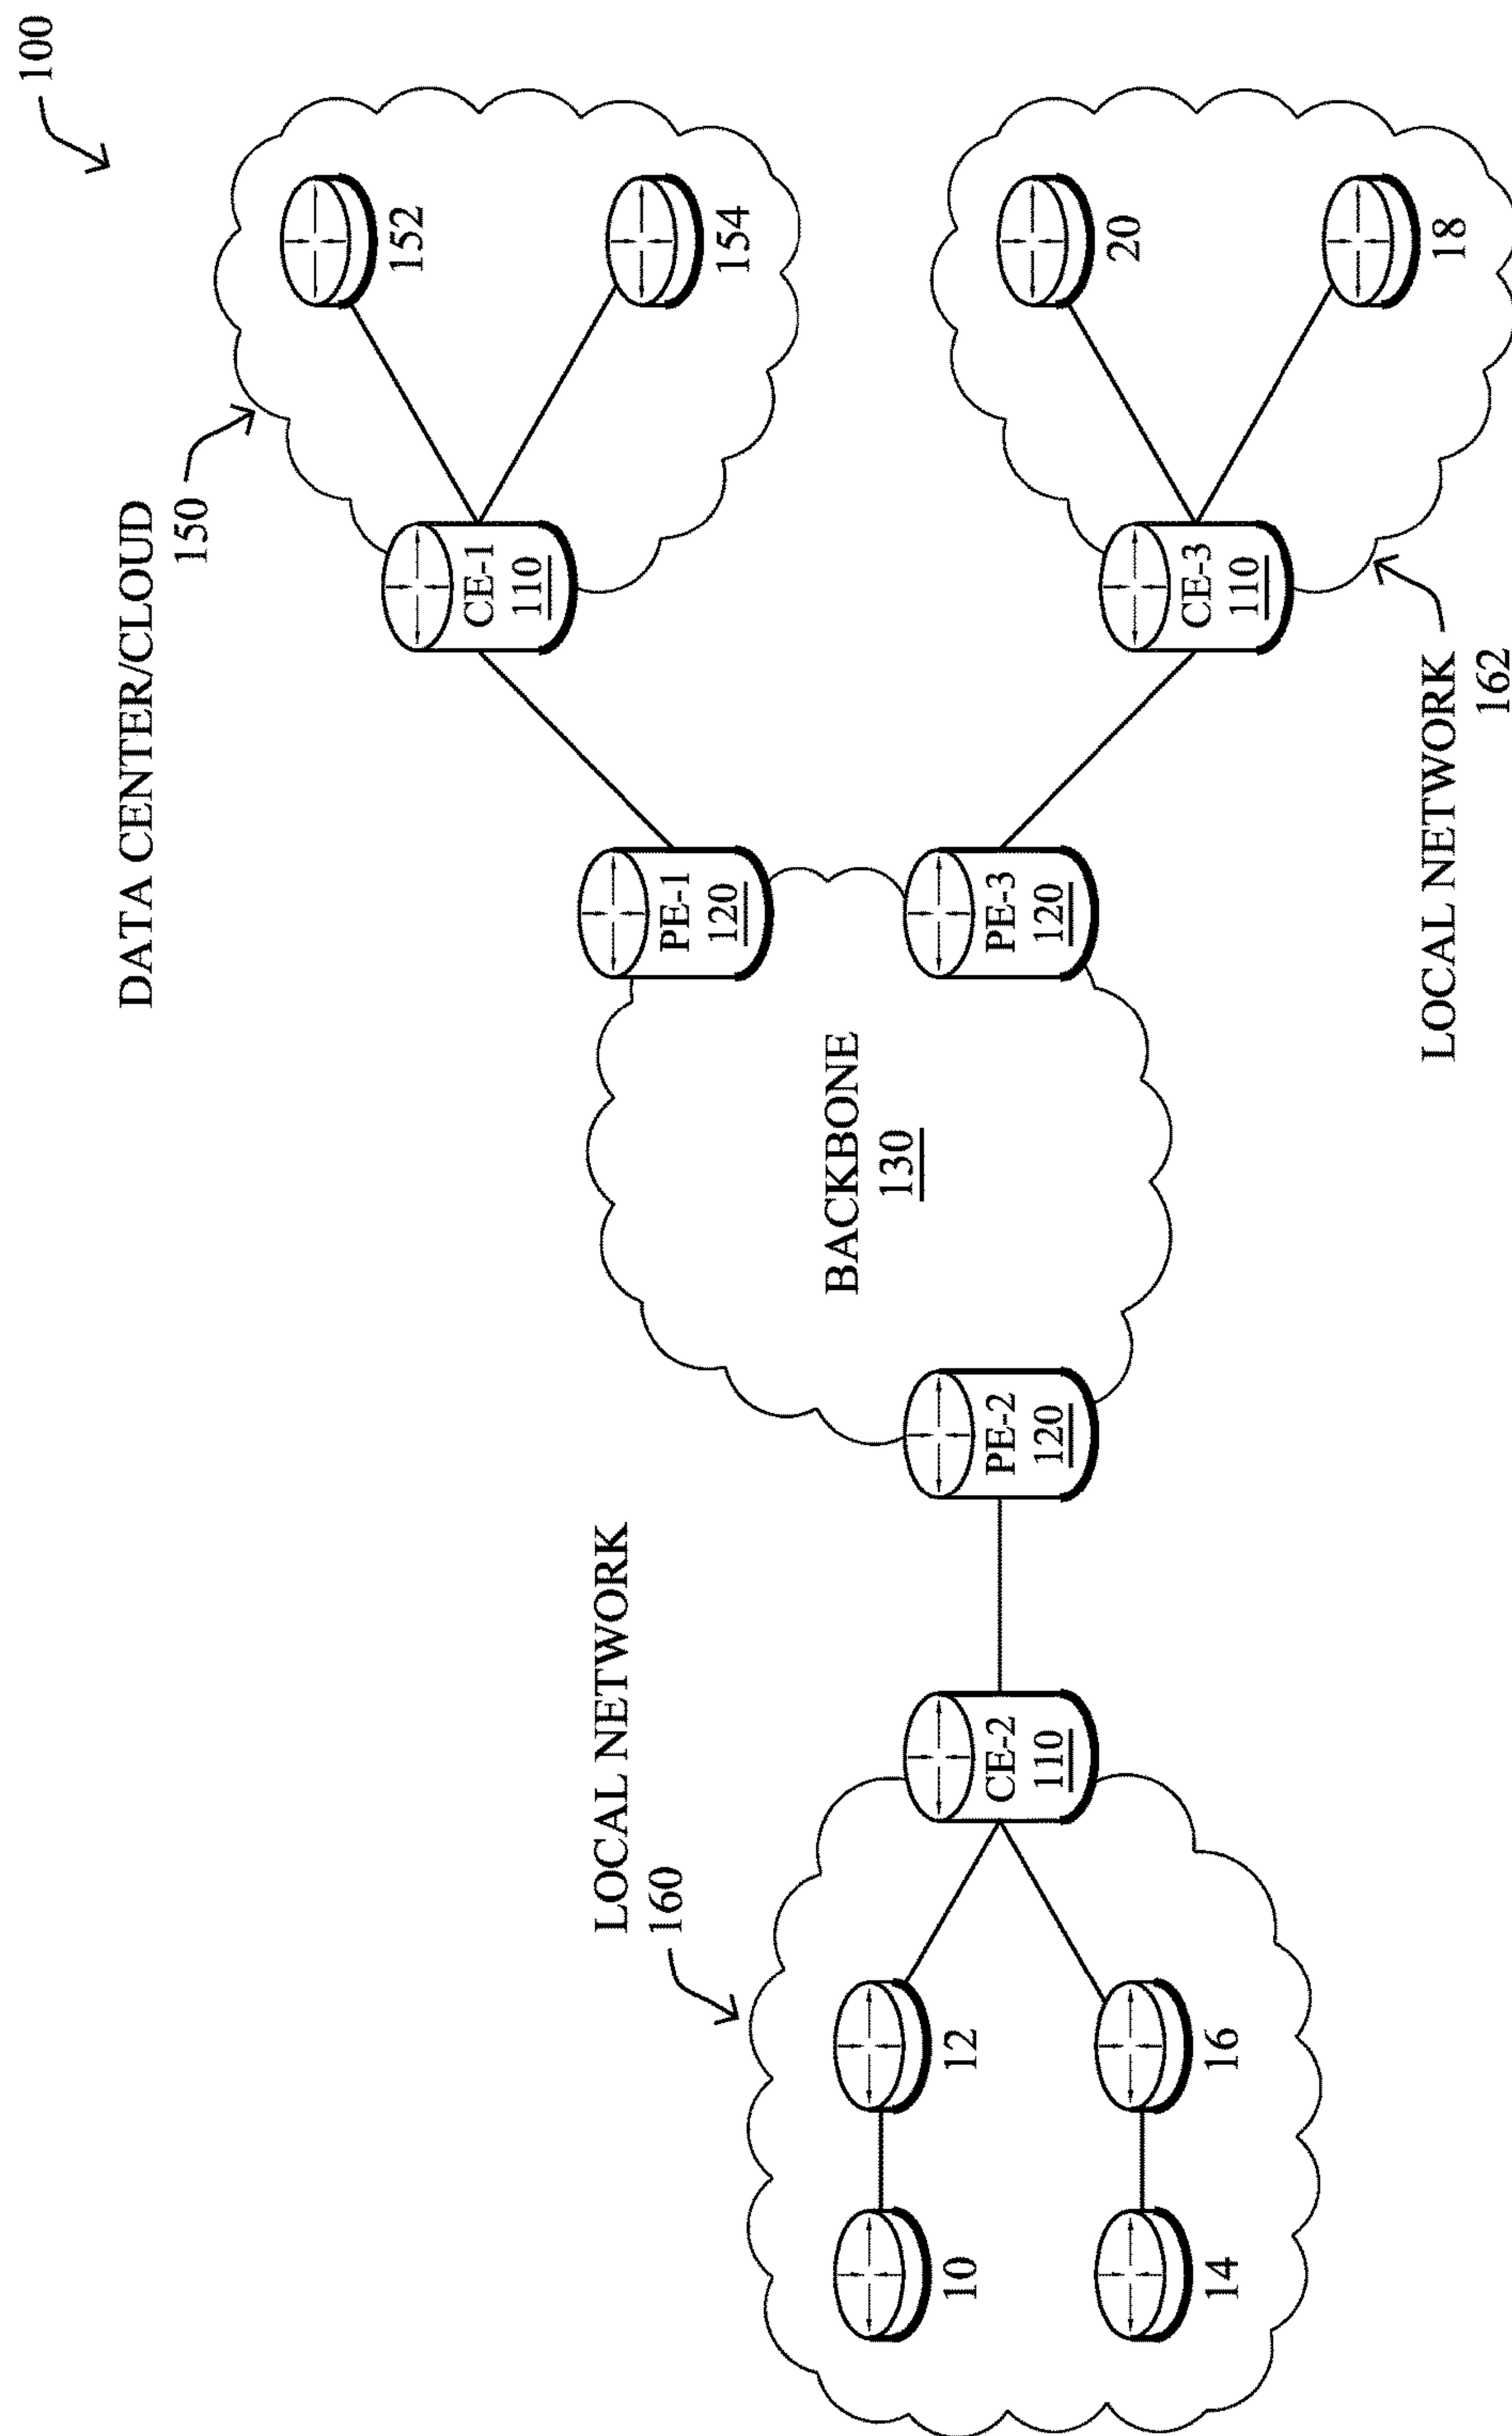 100
DATA CENTER/CLOUD
150
152
154
CE-1
110
PE-1
120
LOCAL NETWORK
160
BACKBONE
130
10
12
14
16
CE-2
110
PE-2
120
PE-3
120
CE-3
110
20
18
LOCAL NETWORK
162